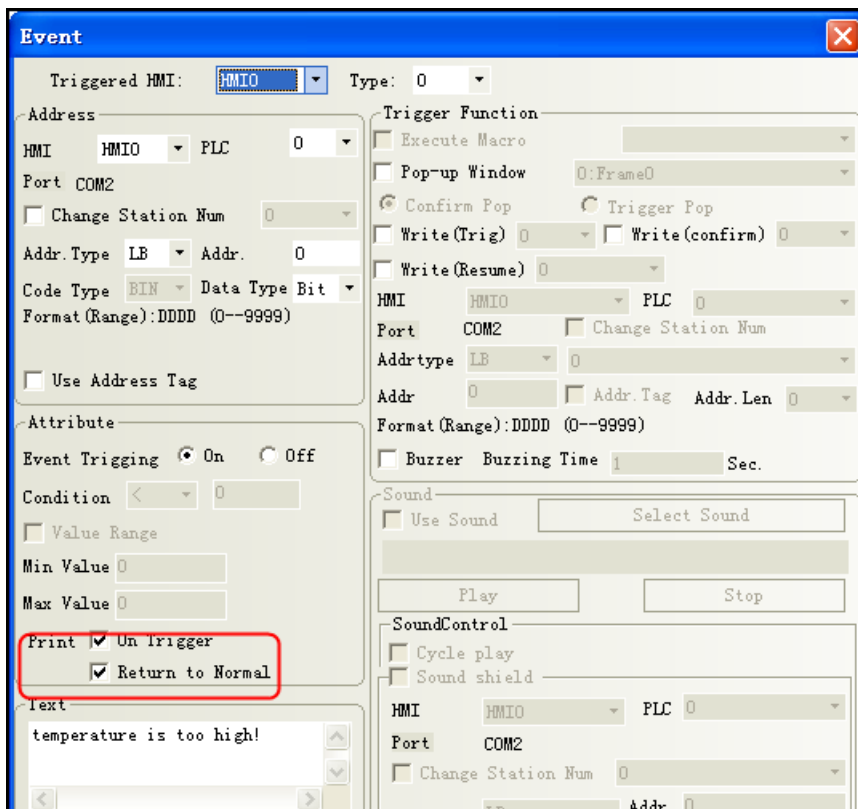 Event
Triggered HMI: HMI0 Type: 0
Address
HMI HMI0 PLC 0
Port COM2
Change Station Num 0
Addr.Type LB Addr. 0
Code Type BIN Data Type Bit
Format(Range):DDDD (0--9999)
Use Address Tag
Attribute
Event Trigging On Off
Condition < 0
Value Range
Min Value 0
Max Value 0
Print On Trigger
Return to Normal
Text
temperature is too high!
Trigger Function
Execute Macro
Pop-up Window 0:Frame0
Confirm Pop Trigger Pop
Write(Trig) 0 Write(confirm) 0
Write(Resume) 0
HMI HMI0 PLC 0
Port COM2 Change Station Num
Addrtype LB 0
Addr 0 Addr.Tag Addr.Len 0
Format(Range):DDDD (0--9999)
Buzzer Buzzing Time 1 Sec.
Sound
Use Sound Select Sound
Play Stop
SoundControl
Cycle play
Sound shield
HMI HMI0 PLC 0
Port COM2
Change Station Num 0
Addr 0